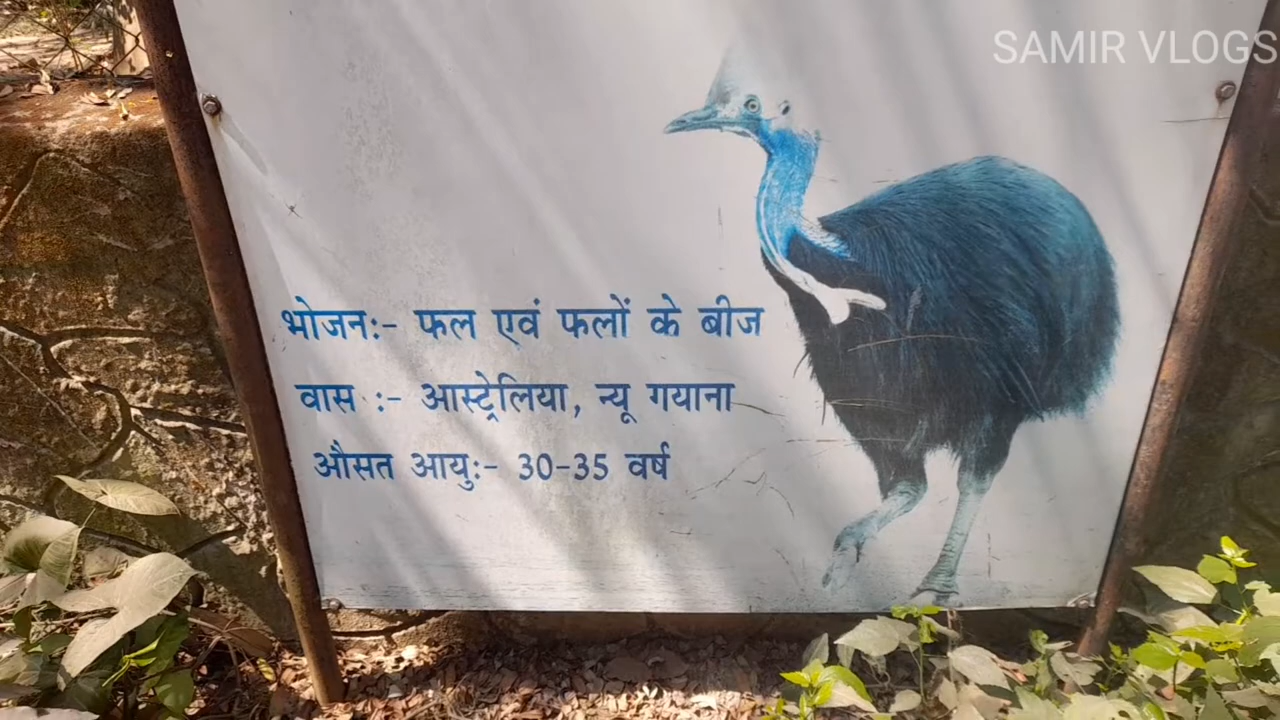 SAMIR VLOGS
भोजनः- फल एवं फलों के बीज
वास :- आस्ट्रेलिया, न्यू गयाना
औसत आयुः- 30-35 वर्ष